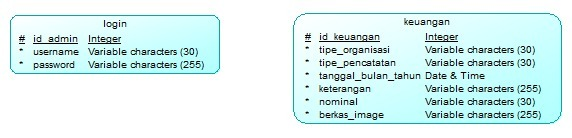 login
# id_admin Integer
* username Variable characters (30)
* password Variable characters (255)
keuangan
# id_keuangan Integer
* tipe_organisasi Variable characters (30)
* tipe_pencatatan Variable characters (30)
* tanggal_bulan_tahun Date & Time
* keterangan Variable characters (255)
* nominal Variable characters (30)
* berkas_image Variable characters (255)